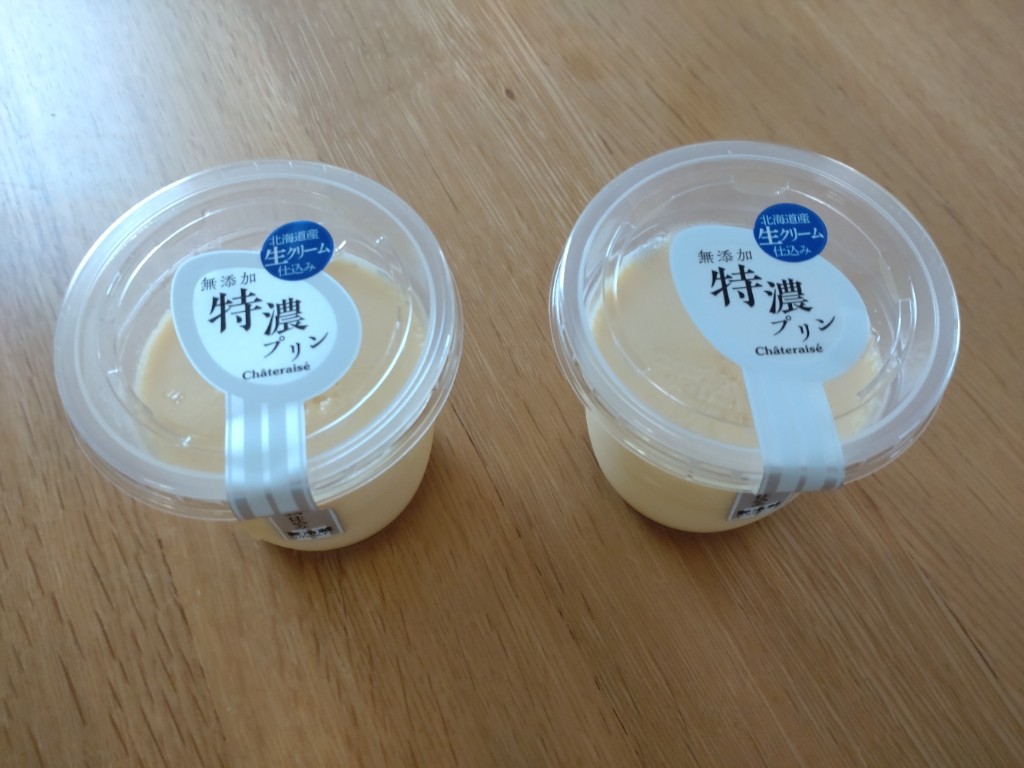 北海道産
生クリーム
仕込み
無添加
特濃
プリン
Châteraisé
北海道産
生クリーム
仕込み
無添加
特濃
プリン
Châteraisé